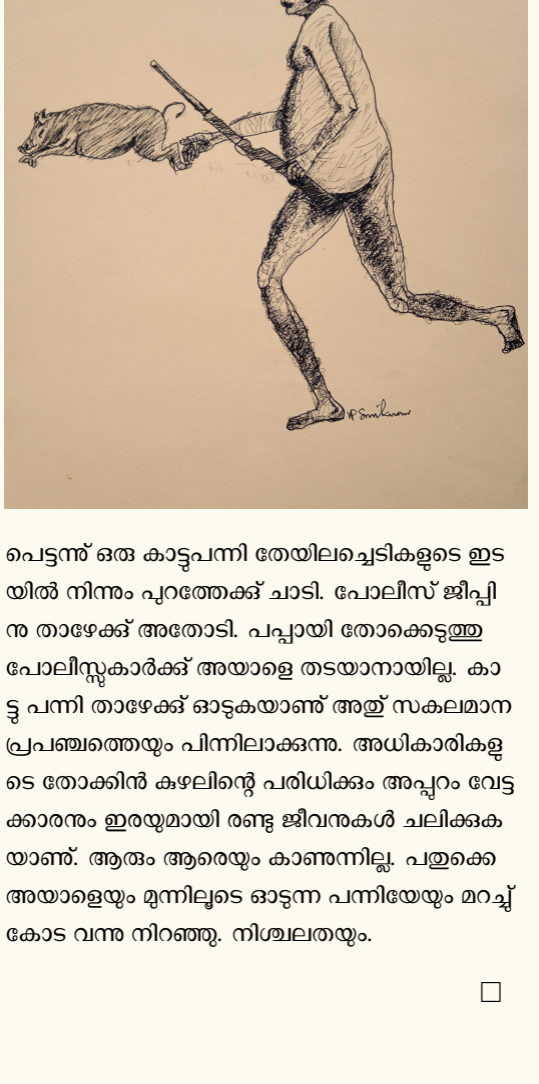 പെട്ടന്നു് ഒരു കാട്ടുപന്നി തേയിലച്ചെടികളുടെ ഇട
യിൽ നിന്നും പുറത്തേക്കു് ചാടി. പോലീസ് ജീപ്പി
നു താഴേക്കു് അതോടി. പപ്പായി തോക്കെടുത്തു
പോലീസ്സുകാർക്കു് അയാളെ തടയാനായില്ല. കാ
ട്ടു പന്നി താഴേക്കു് ഓടുകയാണു് അതു് സകലമാന
പ്രപഞ്ചത്തെയും പിന്നിലാക്കുന്നു. അധികാരികളു
ടെ തോക്കിൻ കുഴലിന്റെ പരിധിക്കും അപ്പുറം വേട്ട
ക്കാരനും ഇരയുമായി രണ്ടു ജീവനുകൾ ചലിക്കുക
യാണു്. ആരും ആരെയും കാണുന്നില്ല. പതുക്കെ
അയാളെയും മുന്നിലൂടെ ഓടുന്ന പന്നിയേയും മറച്ചു്
കോട വന്നു നിറഞ്ഞു. നിശ്ചലതയും.